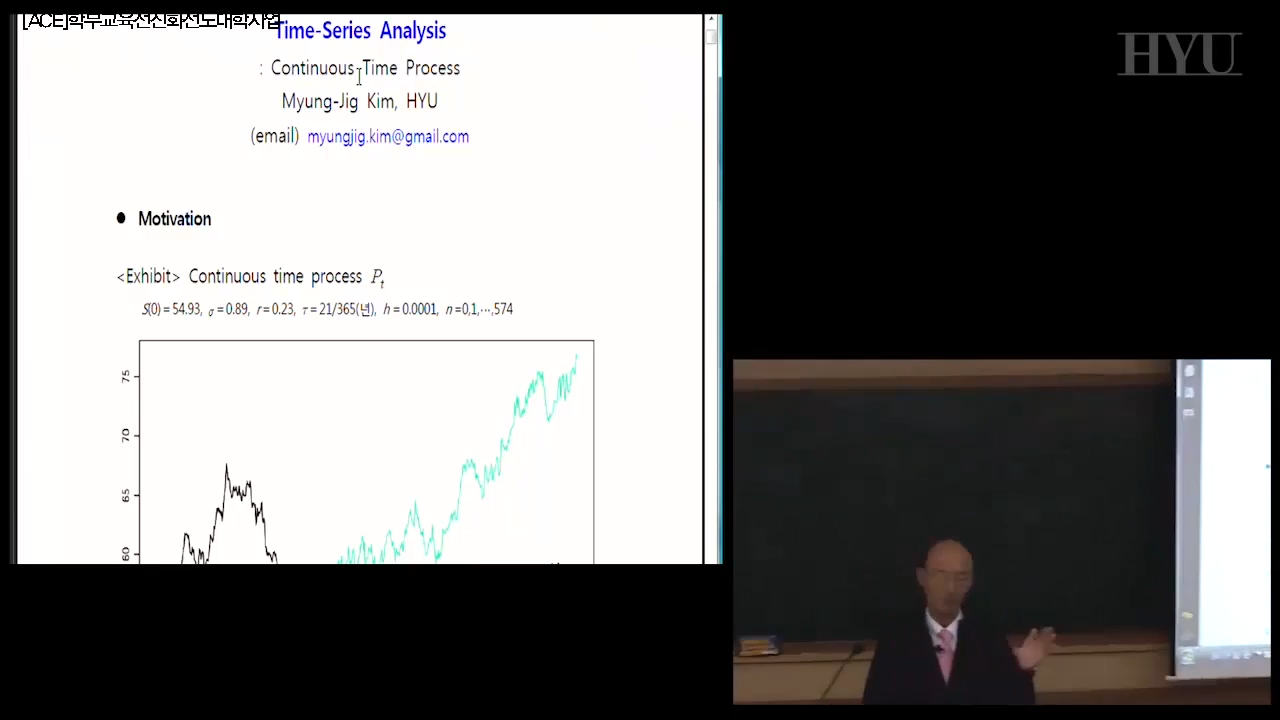 [ACE]학부교육선진화선도대학사업
Time-Series Analysis
: Continuous-Time Process
Myung-Jig Kim, HYU
(email) myungjig.kim@gmail.com
HYU
● Motivation
<Exhibit> Continuous time process Pt
S(0) = 54.93, σ = 0.89, r = 0.23, τ = 21/365(년), h = 0.0001, n = 0,1,⋯,574
75
70
65
60